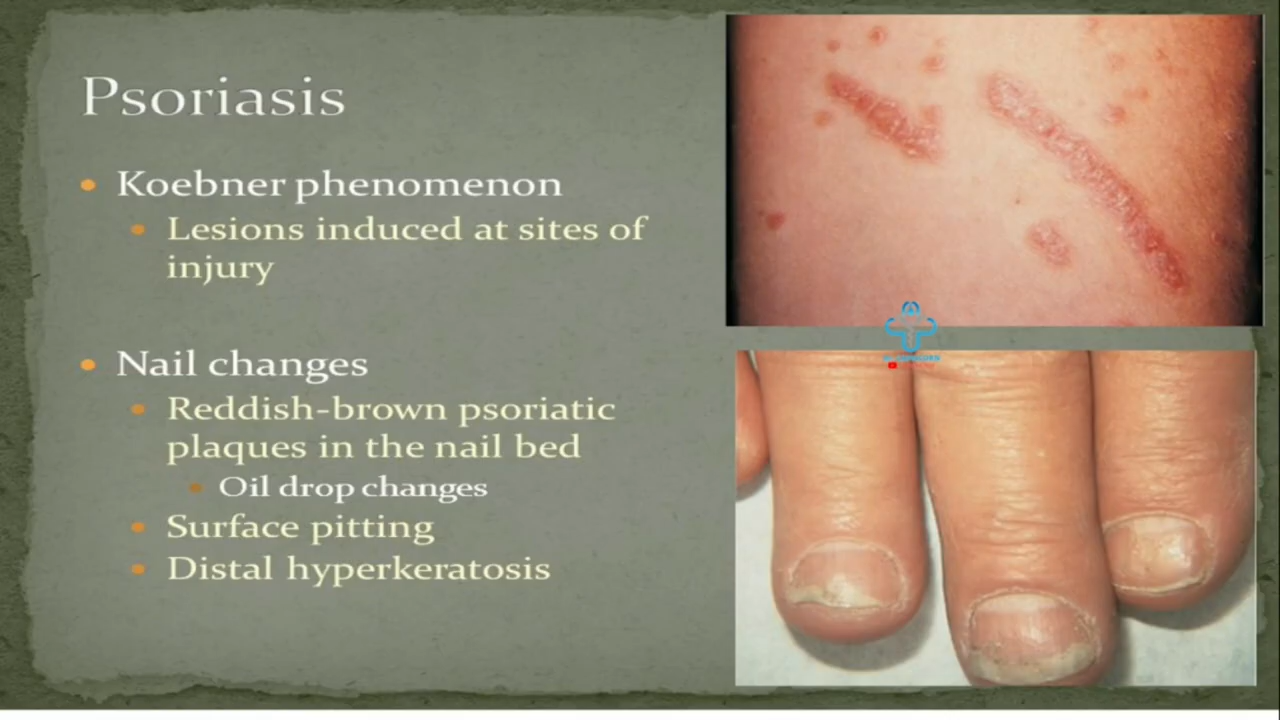 Psoriasis
Koebner phenomenon
Lesions induced at sites of
injury
Nail changes
Reddish-brown psoriatic
plaques in the nail bed
Oil drop changes
Surface pitting
Distal hyperkeratosis